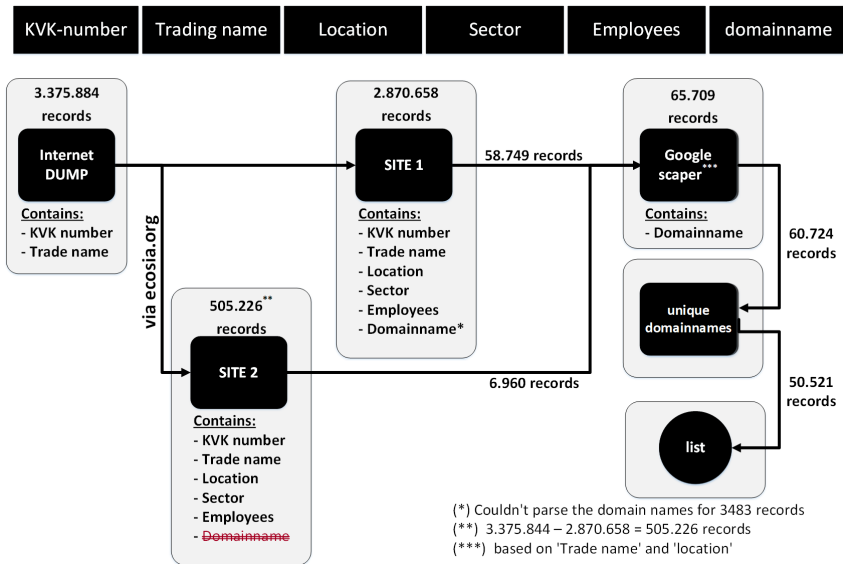 KVK-number Trading name Location Sector Employees domainname
3.375.884
records
Internet
DUMP
Contains:
- KVK number
- Trade name
via ecosia.org
505.226**
records
SITE 2
Contains:
- KVK number
- Trade name
- Location
- Sector
- Employees
- Domainname
2.870.658
records
SITE 1
Contains:
- KVK number
- Trade name
- Location
- Sector
- Employees
- Domainname*
58.749 records
6.960 records
65.709
records
Google
scaper***
Contains:
- Domainname
60.724
records
unique
domainnames
50.521
records
list
(*) Couldn't parse the domain names for 3483 records
(**) 3.375.844 – 2.870.658 = 505.226 records
(***) based on 'Trade name' and 'location'